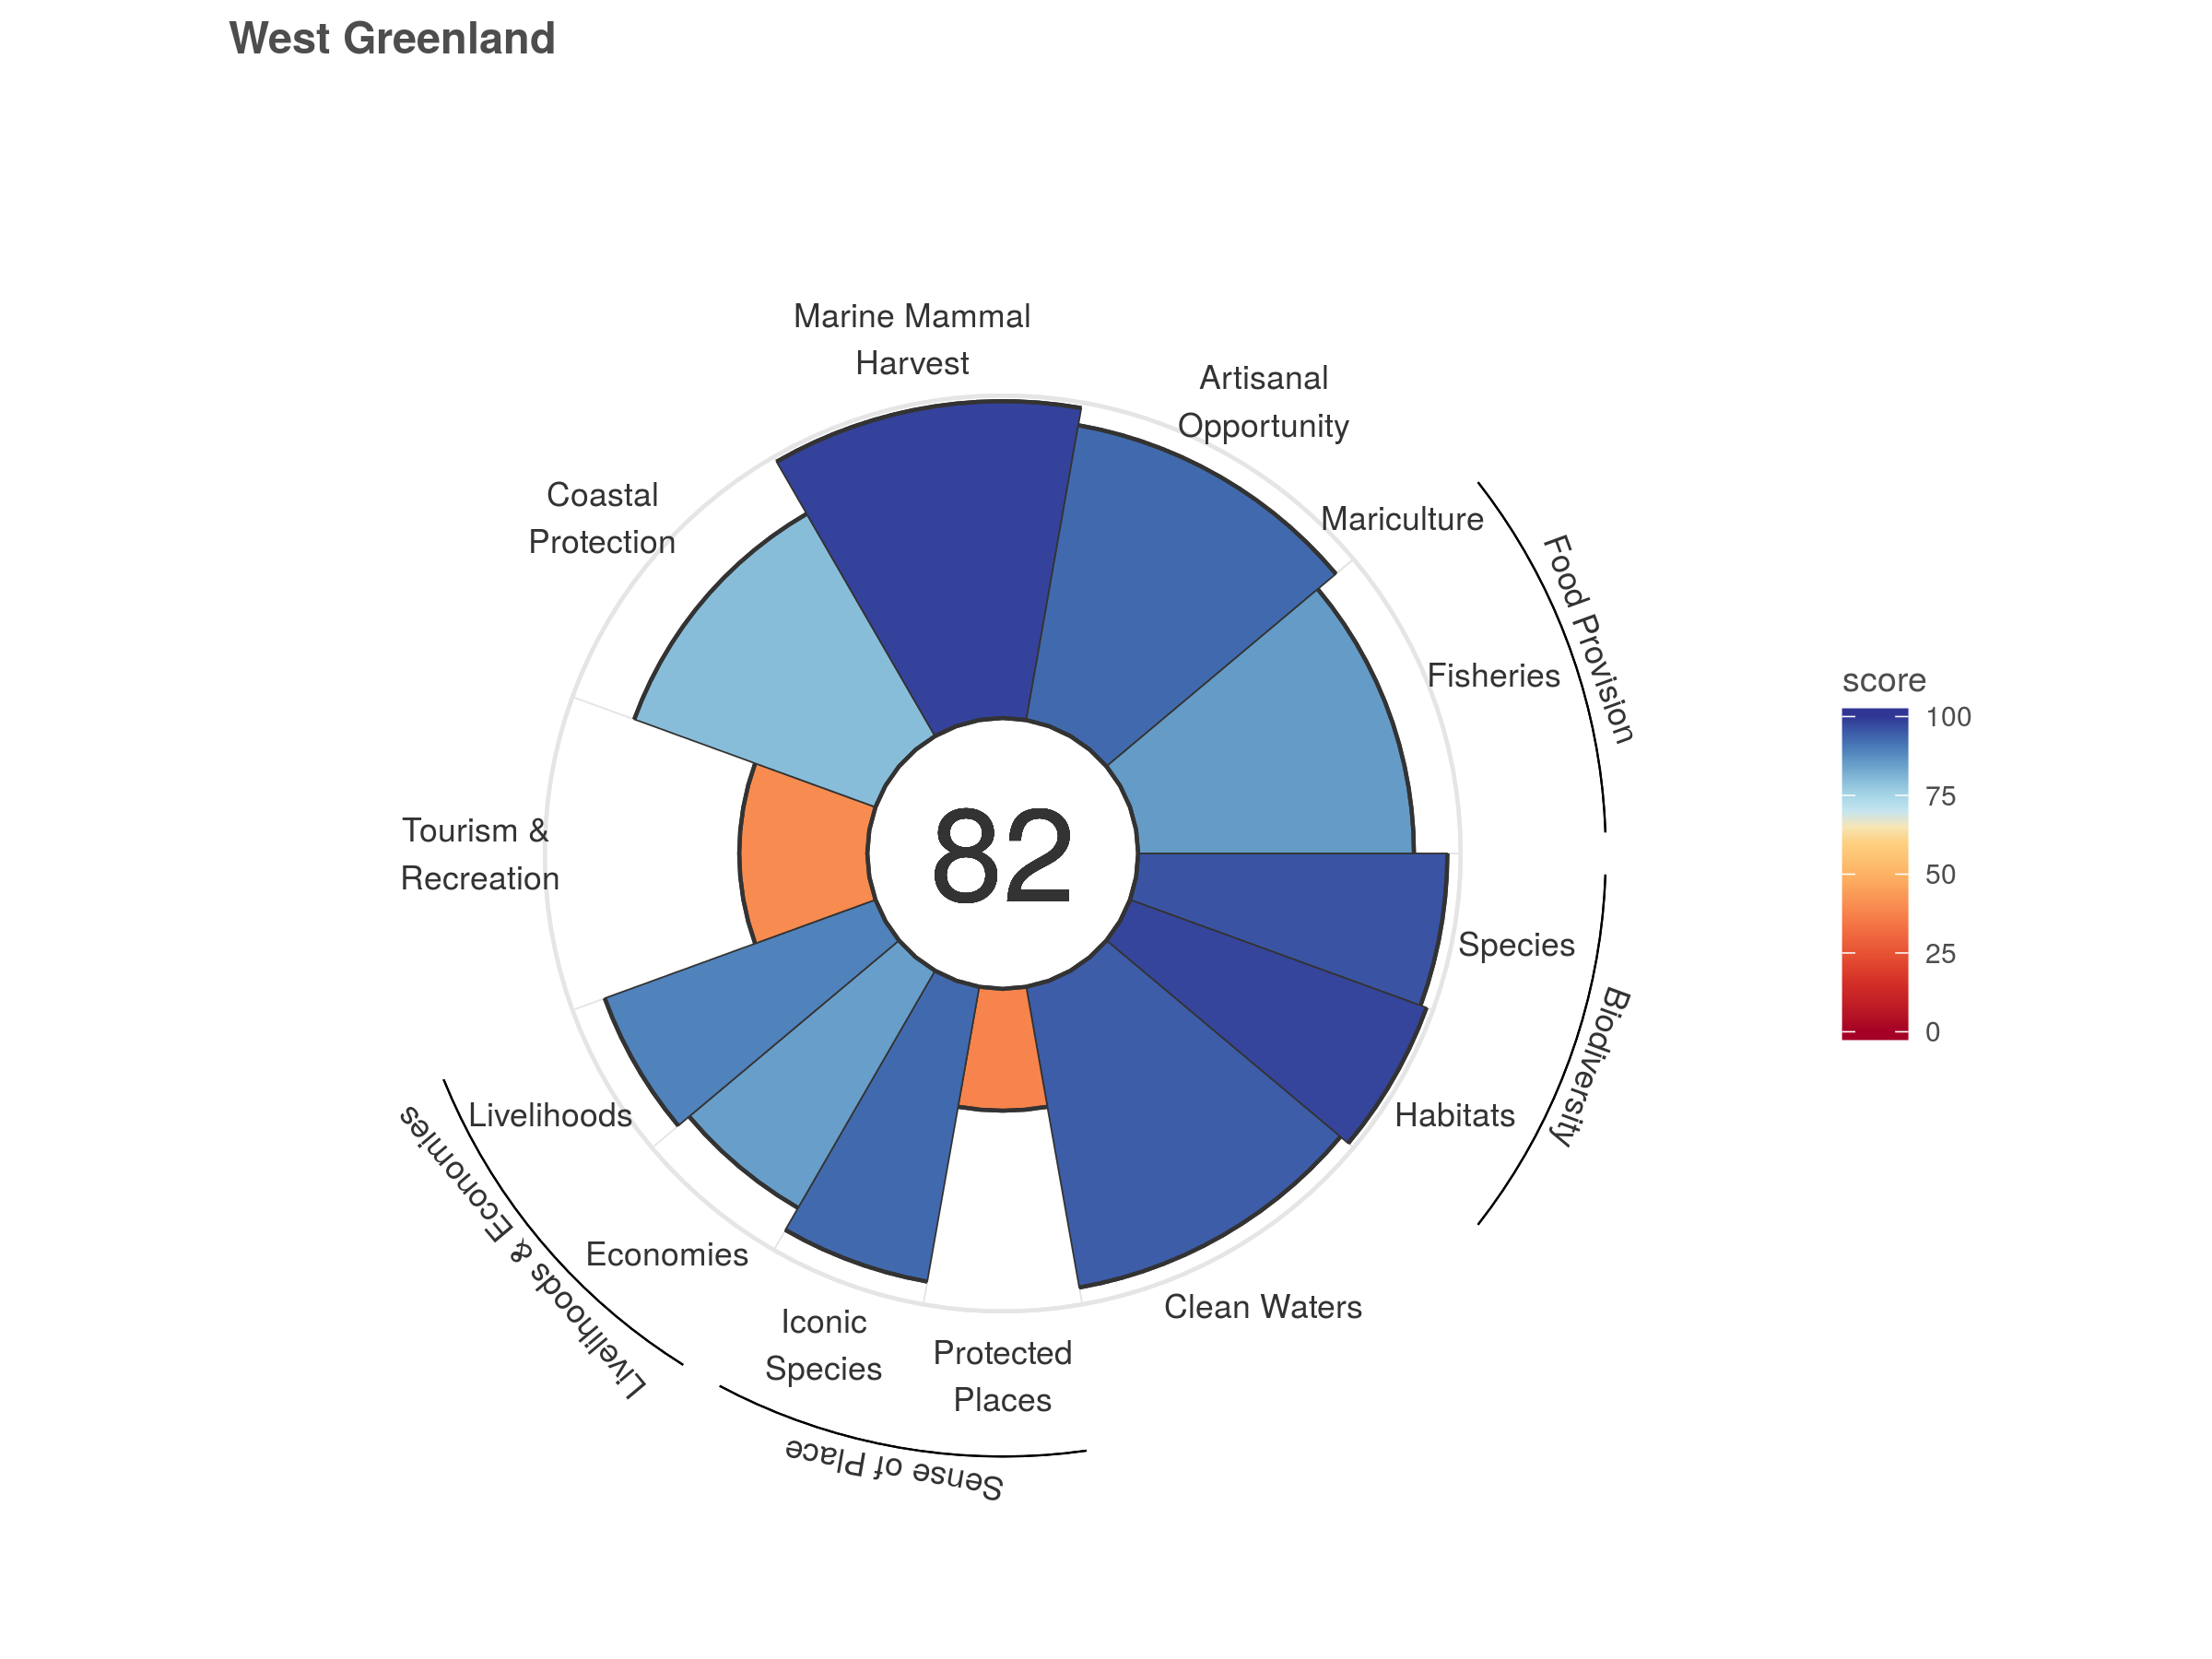 West Greenland
Marine Mammal
Harvest
Artisanal
Opportunity
Coastal
Protection
Mariculture
Food Provision
Fisheries
score
100
75
50
25
0
Tourism &
Recreation
82
Species
Biodiversity
Habitats
Livelihoods
Livelihoods & Economies
Economies
Clean Waters
Iconic
Species
Protected
Places
Sense of Place